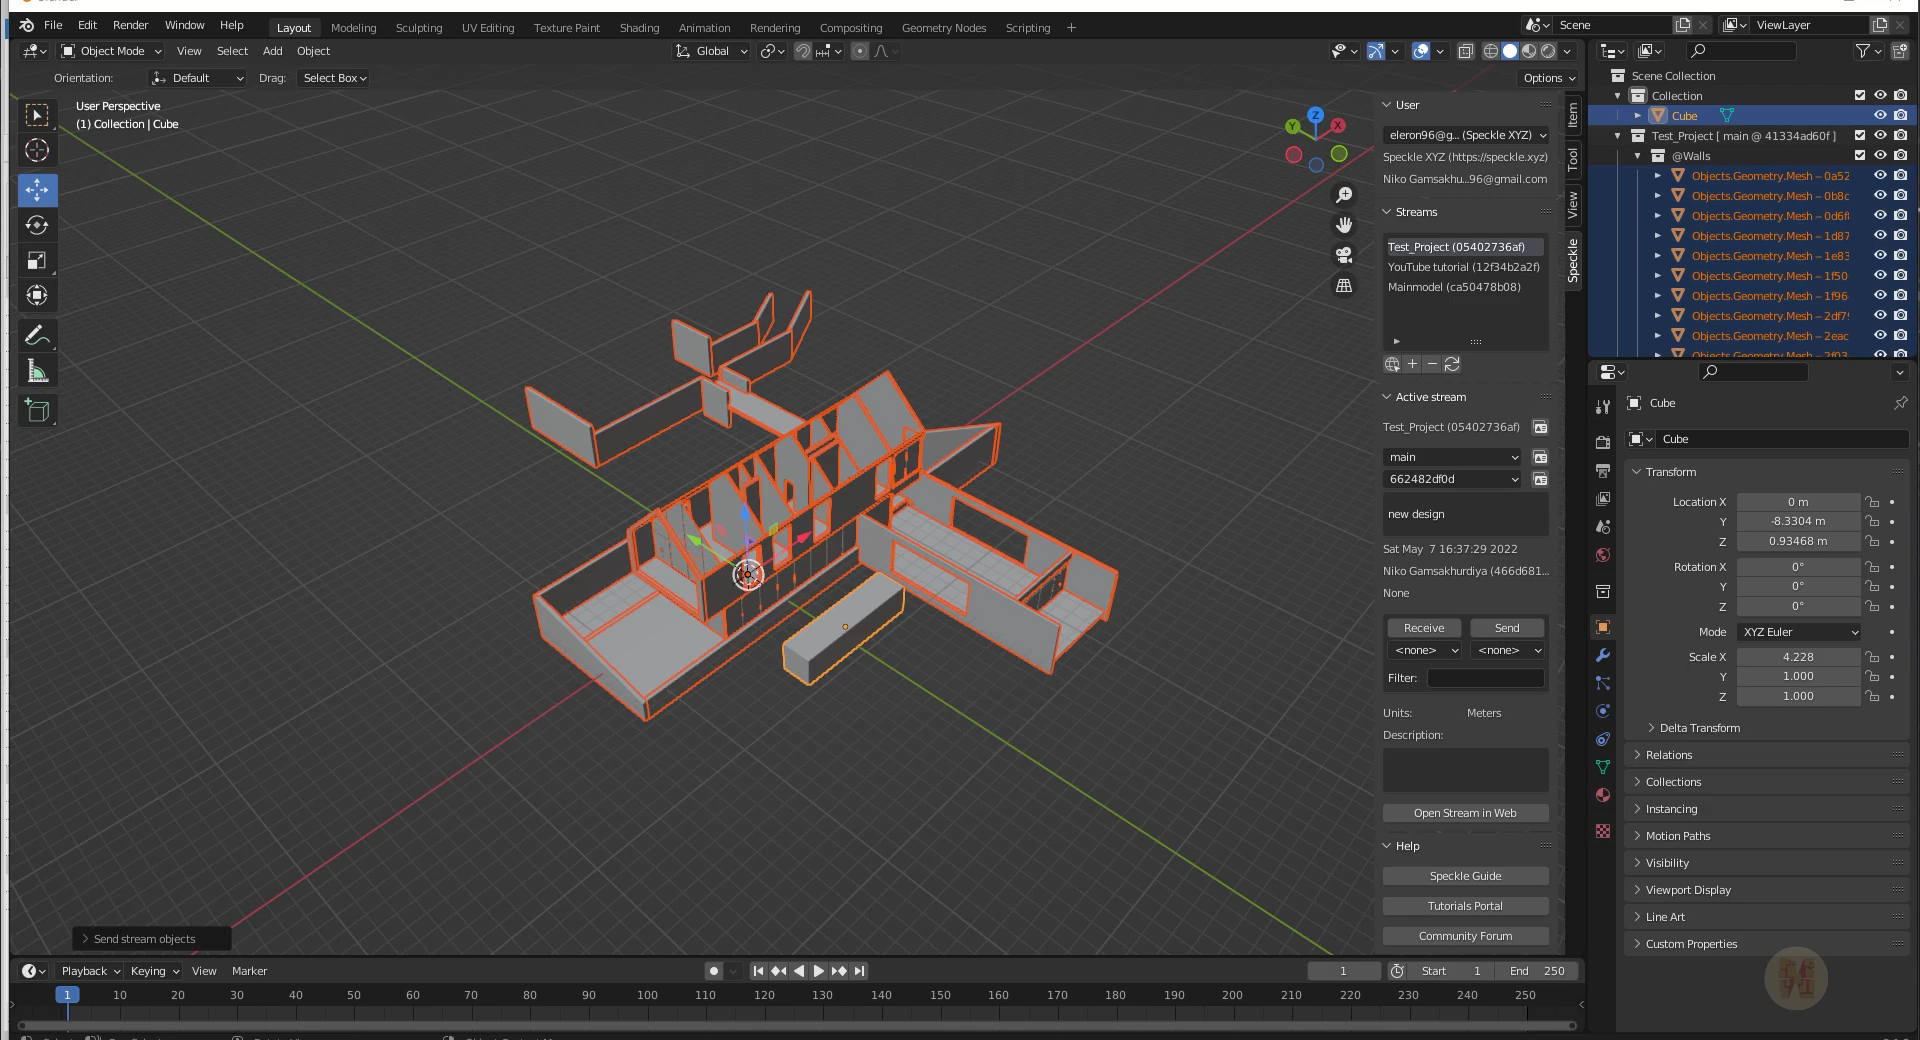 File Edit Render Window Help Layout Modeling Sculpting UV Editing Texture Paint Shading Animation Rendering Compositing Geometry Nodes Scripting + Scene ViewLayer
Object Mode View Select Add Object Global
Orientation: Default Drag: Select Box Options
User Perspective
(1) Collection | Cube
Z
Y
X
Item
Tool
View
Speckle
User
eleron96@g... (Speckle XYZ)
Speckle XYZ (https://speckle.xyz)
Niko Gamsakhu...96@gmail.com
Streams
Test_Project (05402736af)
YouTube tutorial (12f34b2a2f)
Mainmodel (ca50478b08)
Active stream
Test_Project (05402736af)
main
662482df0d
new design
Sat May 7 16:37:29 2022
Niko Gamsakhurdiya (466d681...
None
Receive Send
<none> <none>
Filter:
Units: Meters
Description:
Open Stream in Web
Help
Speckle Guide
Tutorials Portal
Community Forum
Scene Collection
Collection
Cube
Test_Project [ main @ 41334ad60f ]
@Walls
Objects.Geometry.Mesh -- 0a52
Objects.Geometry.Mesh -- 0b8c
Objects.Geometry.Mesh -- 0d6f
Objects.Geometry.Mesh -- 1d87
Objects.Geometry.Mesh -- 1e83
Objects.Geometry.Mesh -- 1f50
Objects.Geometry.Mesh -- 1f96
Objects.Geometry.Mesh -- 2df7
Objects.Geometry.Mesh -- 2eac
Cube
Cube
Transform
Location X 0 m
Y -8.3304 m
Z 0.93468 m
Rotation X 0°
Y 0°
Z 0°
Mode XYZ Euler
Scale X 4.228
Y 1.000
Z 1.000
Delta Transform
Relations
Collections
Instancing
Motion Paths
Visibility
Viewport Display
Line Art
Custom Properties
Send stream objects
Playback Keying View Marker 1 Start 1 End 250
1 10 20 30 40 50 60 70 80 90 100 110 120 130 140 150 160 170 180 190 200 210 220 230 240 250